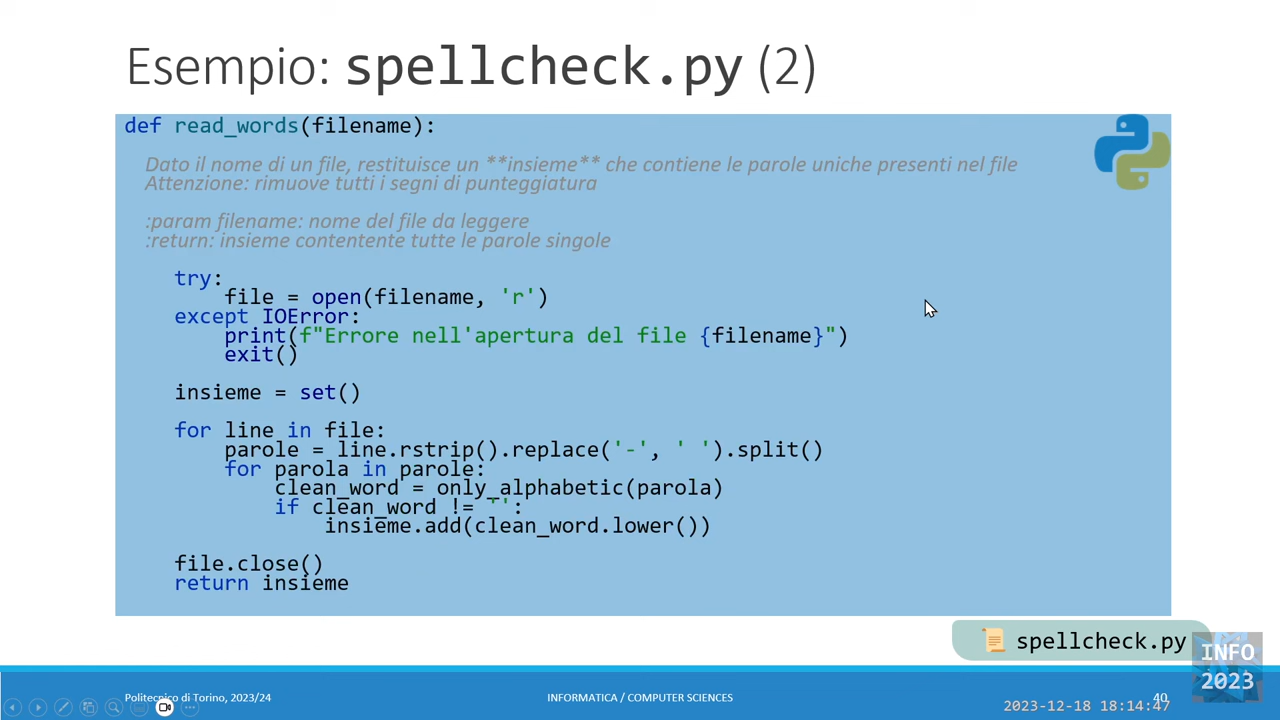 Esempio: spellcheck.py (2)
def read_words(filename):
Dato il nome di un file, restituisce un **insieme** che contiene le parole uniche presenti nel file
Attenzione: rimuove tutti i segni di punteggiatura
:param filename: nome del file da leggere
:return: insieme contentente tutte le parole singole
try:
file = open(filename, 'r')
except IOError:
print(f"Errore nell'apertura del file {filename}")
exit()
insieme = set()
for line in file:
parole = line.rstrip().replace('-', ' ').split()
for parola in parole:
clean_word = only_alphabetic(parola)
if clean_word != '':
insieme.add(clean_word.lower())
file.close()
return insieme
spellcheck.py
INFO
2023
Politecnico di Torino, 2023/24
INFORMATICA / COMPUTER SCIENCES
40
2023-12-18 18:14:47